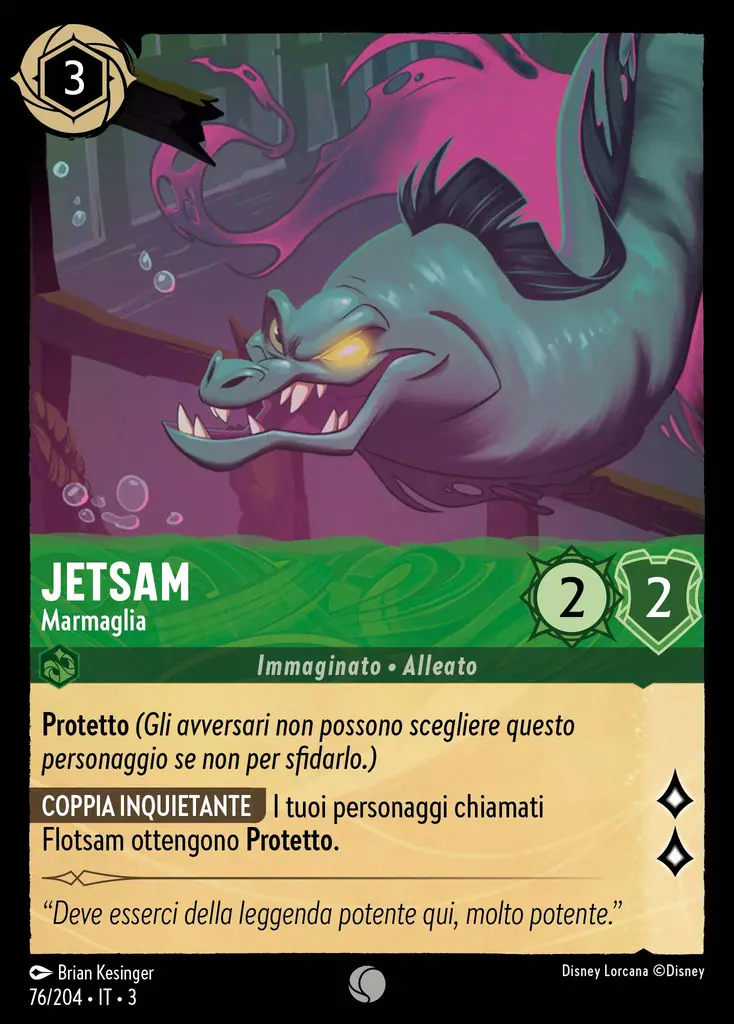 3
JETSAM
Marmaglia
2
2
Immaginato • Alleato
Protetto (Gli avversari non possono scegliere questo
personaggio se non per sfidarlo.)
COPPIA INQUIETANTE I tuoi personaggi chiamati
Flotsam ottengono Protetto.
“Deve esserci della leggenda potente qui, molto potente.”
Brian Kesinger
Disney Lorcana ©Disney
76/204 • IT • 3